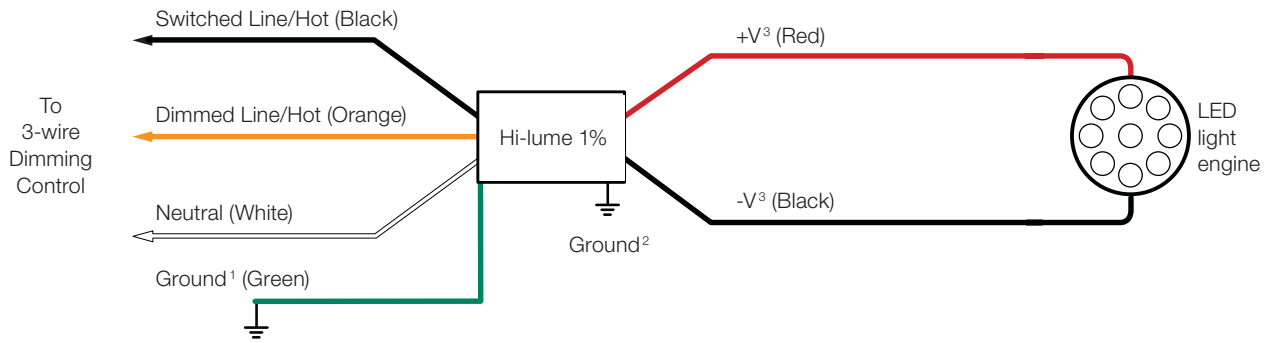 Switched Line/Hot (Black)
+V³ (Red)
To
3-wire
Dimming
Control
Dimmed Line/Hot (Orange)
Hi-lume 1%
LED
light
engine
Neutral (White)
-V³ (Black)
Ground²
Ground¹ (Green)